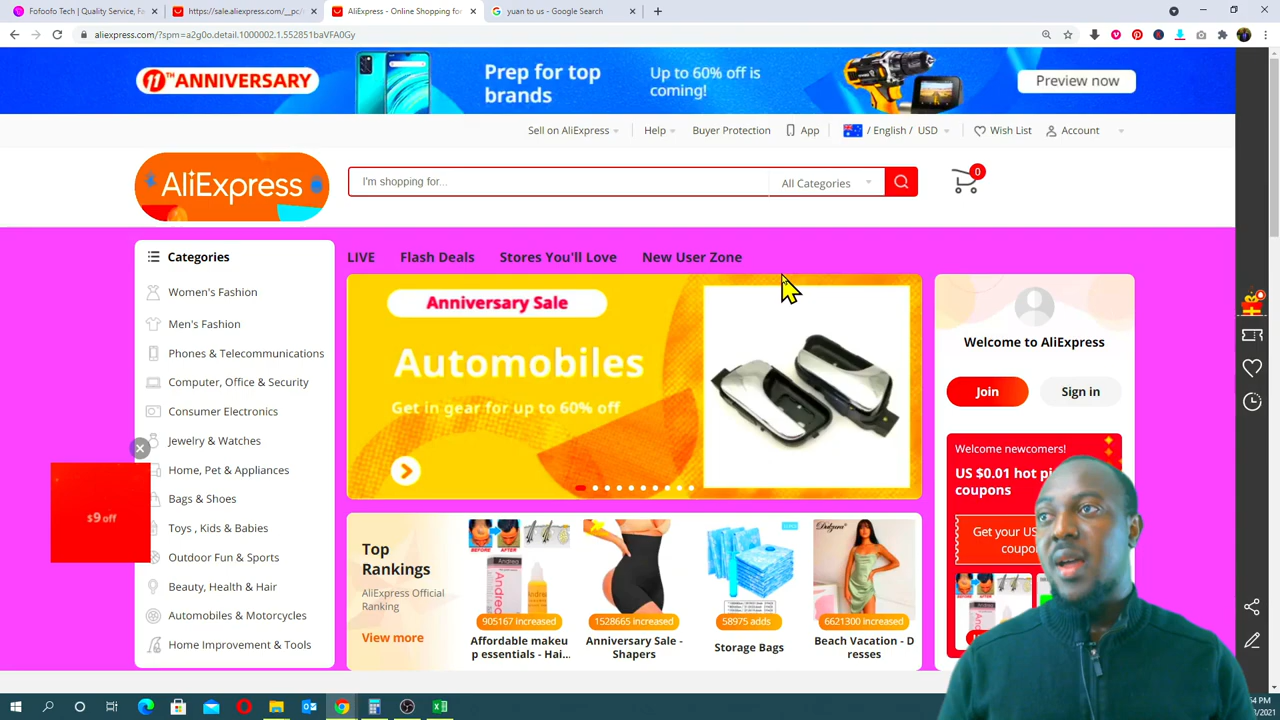 Fofoofo Tech | Quality Service, Fa
https://sale.aliexpress.com/__pc/
AliExpress - Online Shopping for
yuan to us - Google Search
aliexpress.com/?spm=a2g0o.detail.1000002.1.552851baVFA0Gy
11TH ANNIVERSARY
Prep for top
brands
Up to 60% off is
coming!
Preview now
Sell on AliExpress
Help
Buyer Protection
App
/ English / USD
Wish List
Account
AliExpress
I'm shopping for...
All Categories
0
Categories
LIVE
Flash Deals
Stores You'll Love
New User Zone
Women's Fashion
Men's Fashion
Phones & Telecommunications
Computer, Office & Security
Consumer Electronics
Jewelry & Watches
Home, Pet & Appliances
Bags & Shoes
Toys , Kids & Babies
Outdoor Fun & Sports
Beauty, Health & Hair
Automobiles & Motorcycles
Home Improvement & Tools
$9 off
Anniversary Sale
Automobiles
Get in gear for up to 60% off
Welcome to AliExpress
Join
Sign in
Welcome newcomers!
US $0.01 hot pi
coupons
Get your US
coupo
Top
Rankings
AliExpress Official
Ranking
View more
BEFORE
AFTER
Andrea
905167 increased
Affordable makeu
p essentials - Hai...
1528665 increased
Anniversary Sale -
Shapers
58975 adds
Storage Bags
Dulzura
6621300 increased
Beach Vacation - D
resses